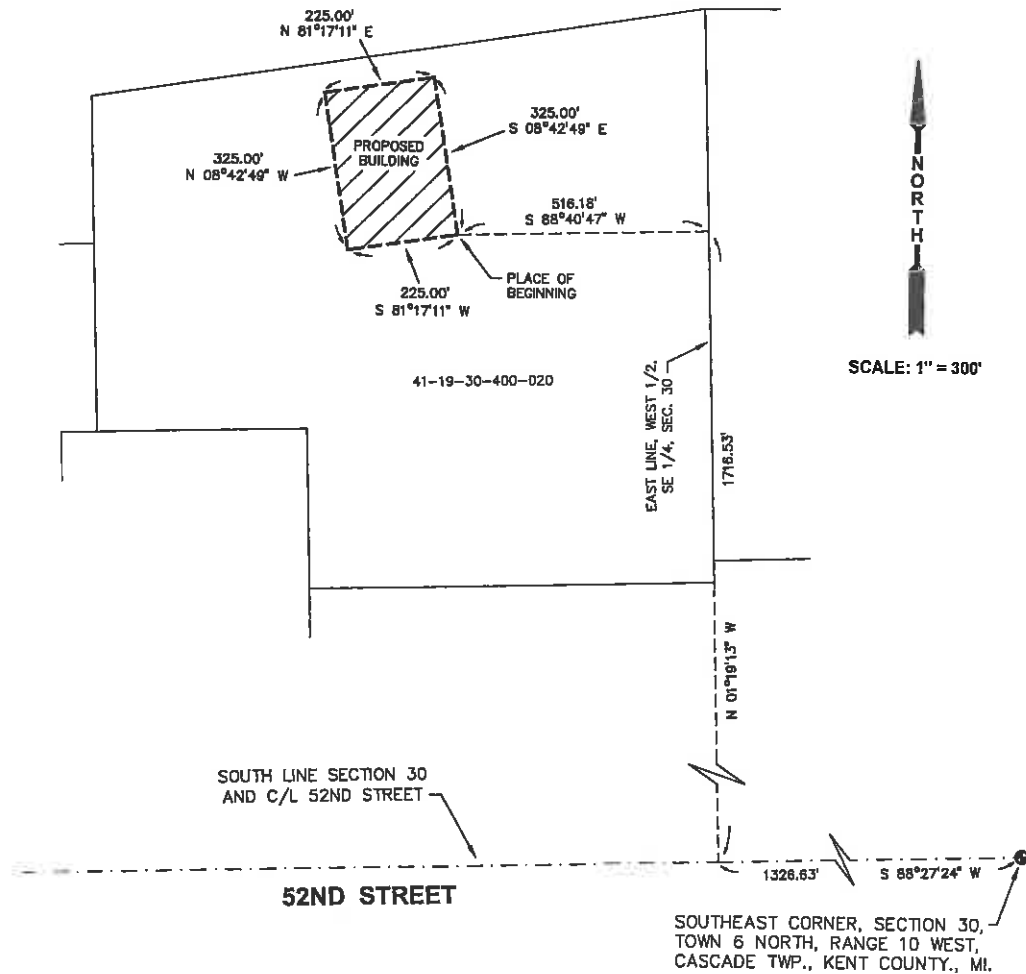 225.00'
N 81°17'11" E
325.00'
S 08°42'49" E
PROPOSED
BUILDING
325.00'
N 08°42'49" W
516.18'
S 88°40'47" W
PLACE OF
BEGINNING
225.00'
S 81°17'11" W
NORTH
SCALE: 1" = 300'
41-19-30-400-020
EAST LINE, WEST 1/2,
SE 1/4, SEC. 30
1716.53'
N 01°19'13" W
SOUTH LINE SECTION 30
AND C/L 52ND STREET
52ND STREET
1326.63'
S 88°27'24" W
SOUTHEAST CORNER, SECTION 30,
TOWN 6 NORTH, RANGE 10 WEST,
CASCADE TWP., KENT COUNTY., MI.